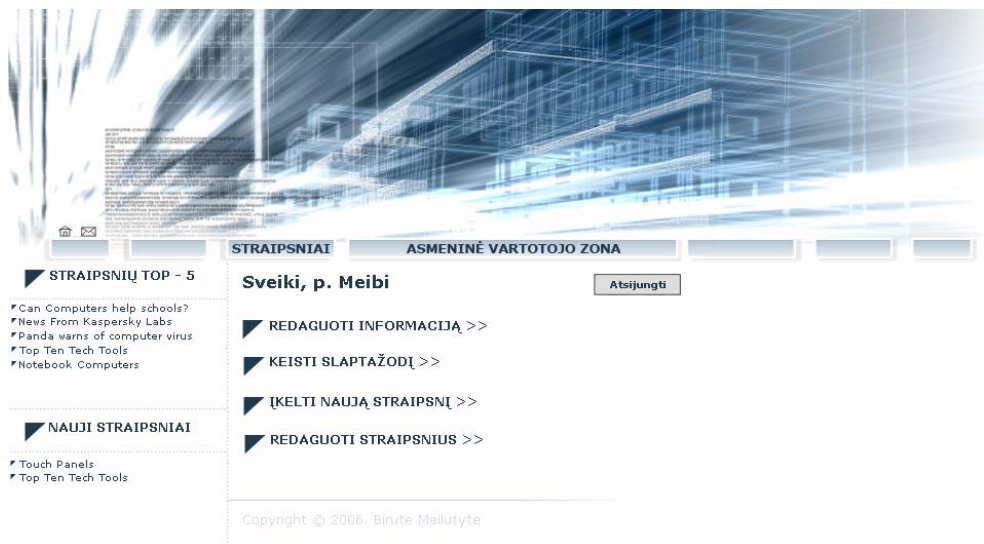 STRAIPSNIAI
ASMENINĖ VARTOTOJO ZONA
STRAIPSNIŲ TOP - 5
Can Computers help schools?
News From Kaspersky Labs
Panda warns of computer virus
Top Ten Tech Tools
Notebook Computers
NAUJI STRAIPSNIAI
Touch Panels
Top Ten Tech Tools
Sveiki, p. Meibi
Atsijungti
REDAGUOTI INFORMACIJĄ >>
KEISTI SLAPTAŽODĮ >>
ĮKELTI NAUJĄ STRAIPSNĮ >>
REDAGUOTI STRAIPSNIUS >>
Copyright @ 2006. Birute Meilutyte